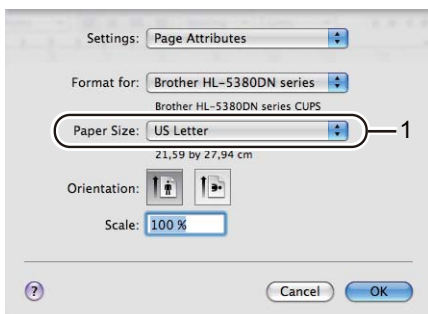 Settings: Page Attributes
Format for: Brother HL-5380DN series
Brother HL-5380DN series CUPS
Paper Size: US Letter 1
21,59 by 27,94 cm
Orientation:
Scale: 100 %
? Cancel OK